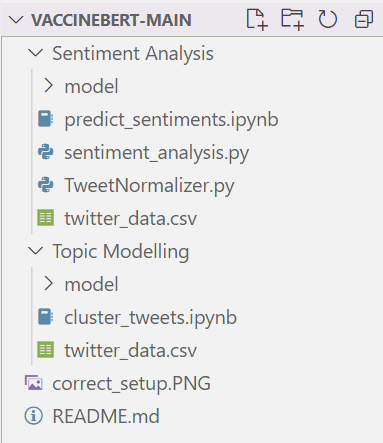 VACCINEBERT-MAIN
Sentiment Analysis
model
predict_sentiments.ipynb
sentiment_analysis.py
TweetNormalizer.py
twitter_data.csv
Topic Modelling
model
cluster_tweets.ipynb
twitter_data.csv
correct_setup.PNG
README.md